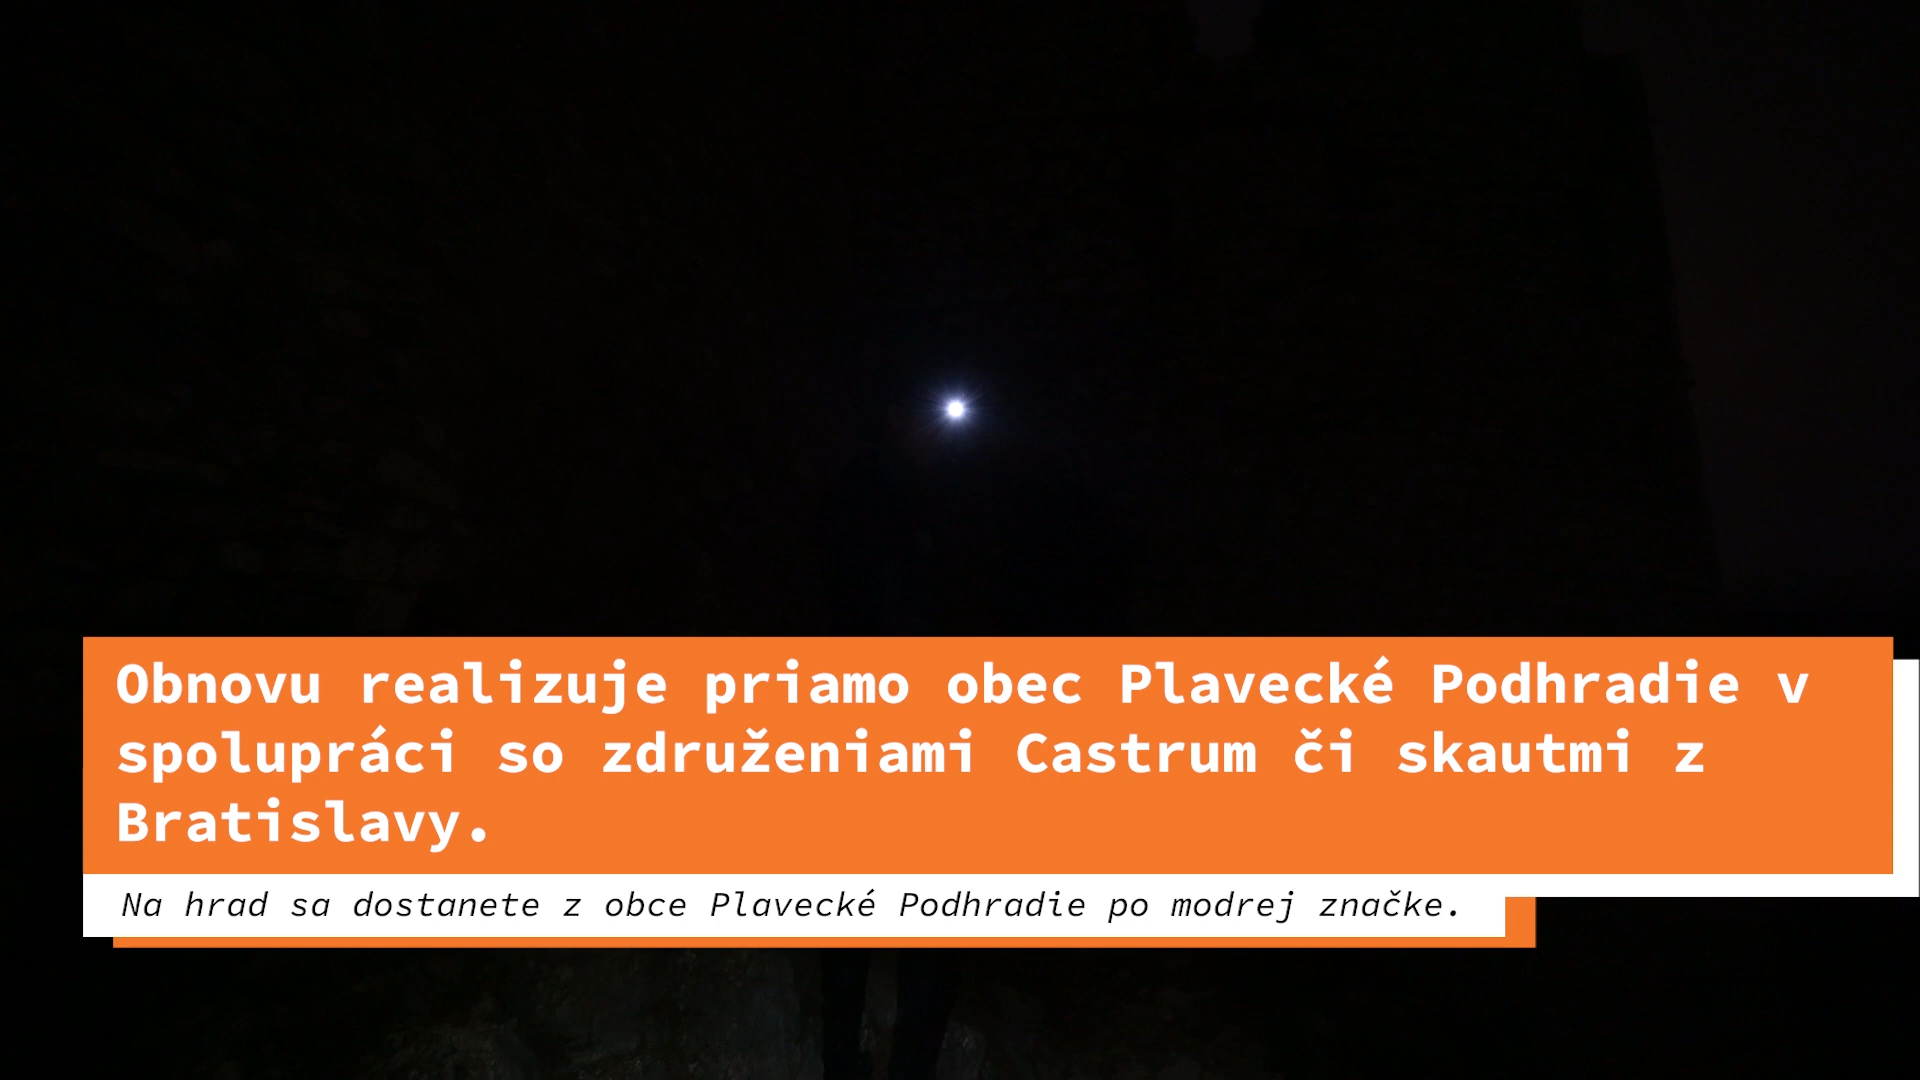 Obnovu realizuje priamo obec Plavecké Podhradie v
spolupráci so združeniami Castrum či skautmi z
Bratislavy.
Na hrad sa dostanete z obce Plavecké Podhradie po modrej značke.